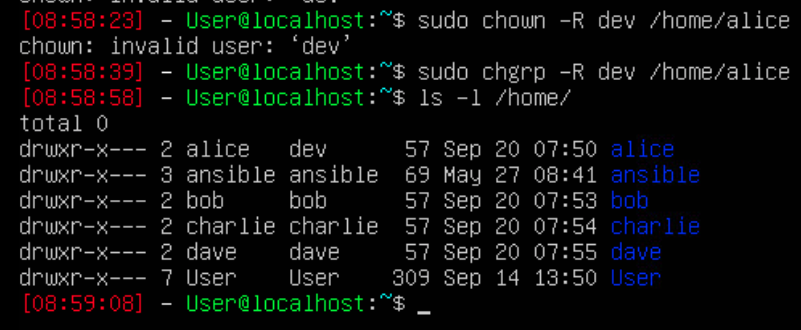 [08:58:23] - User@localhost:~$ sudo chown -R dev /home/alice
chown: invalid user: ‘dev’
[08:58:39] - User@localhost:~$ sudo chgrp -R dev /home/alice
[08:58:58] - User@localhost:~$ ls -l /home/
total 0
drwxr-x--- 2 alice   dev      57 Sep 20 07:50 alice
drwxr-x--- 3 ansible ansible  69 May 27 08:41 ansible
drwxr-x--- 2 bob     bob      57 Sep 20 07:53 bob
drwxr-x--- 2 charlie charlie  57 Sep 20 07:54 charlie
drwxr-x--- 2 dave    dave     57 Sep 20 07:55 dave
drwxr-x--- 7 User    User    309 Sep 14 13:50 User
[08:59:08] - User@localhost:~$ _